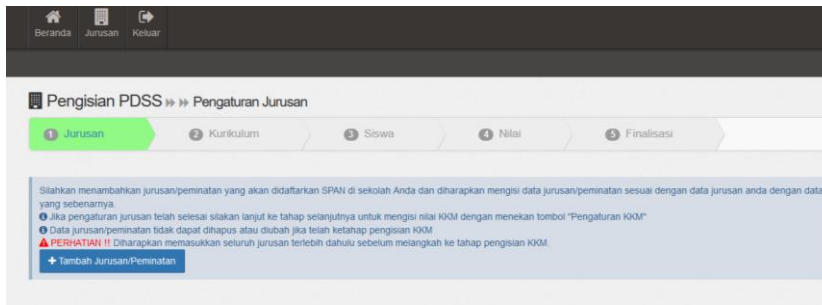 Beranda Jurusan Keluar
Pengisian PDSS » » Pengaturan Jurusan
1 Jurusan 2 Kurikulum 3 Siswa 4 Nilai 5 Finalisasi
Silahkan menambahkan jurusan/peminatan yang akan didaftarkan SPAN di sekolah Anda dan diharapkan mengisi data jurusan/peminatan sesuai dengan data jurusan anda dengan data
yang sebenarnya.
Jika pengaturan jurusan telah selesai silakan lanjut ke tahap selanjutnya untuk mengisi nilai KKM dengan menekan tombol "Pengaturan KKM"
Data jurusan/peminatan tidak dapat dihapus atau diubah jika telah ketahap pengisian KKM
PERHATIAN !! Diharapkan memasukkan seluruh jurusan terlebih dahulu sebelum melangkah ke tahap pengisian KKM.
+ Tambah Jurusan/Peminatan